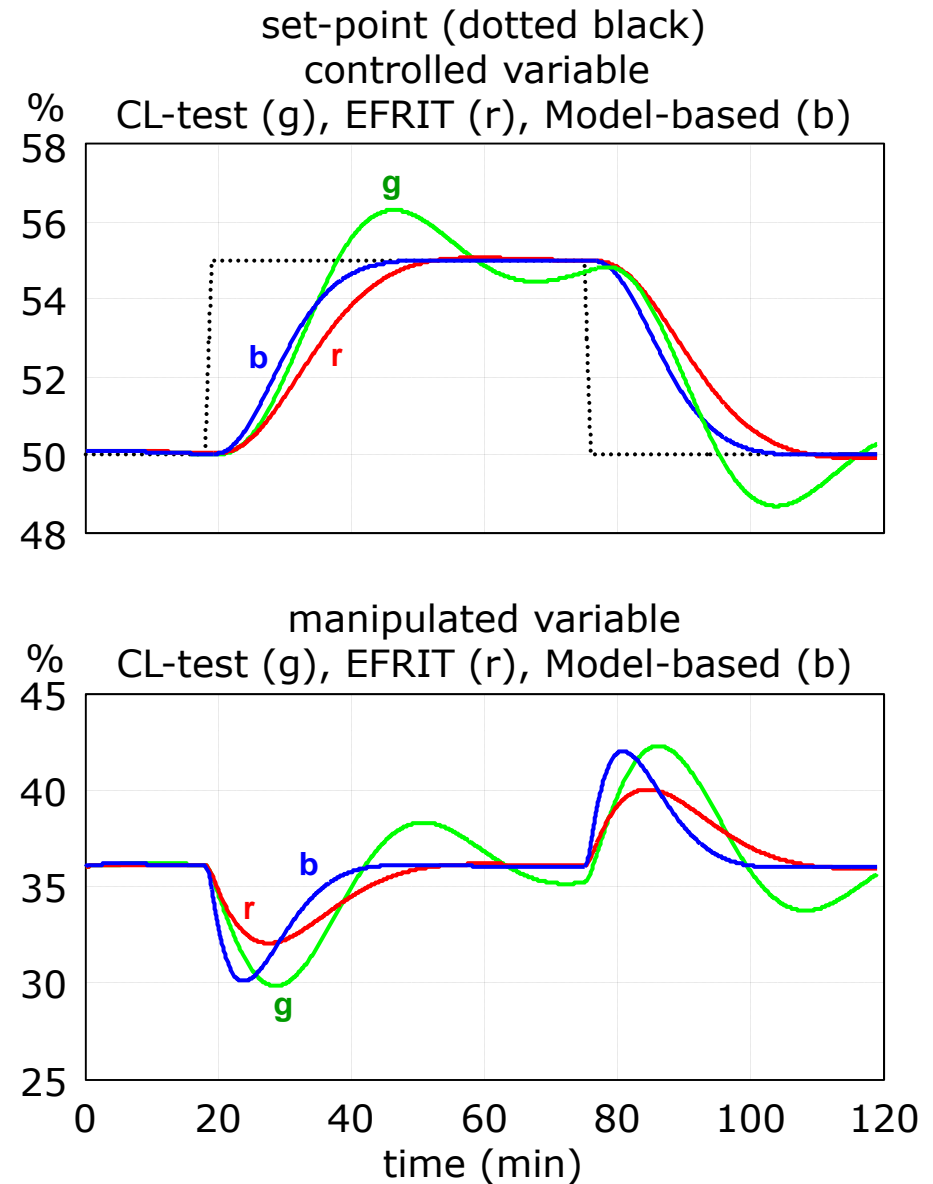 set-point (dotted black)
controlled variable
%
CL-test (g), EFRIT (r), Model-based (b)
58
g
56
54
b
r
52
50
48
manipulated variable
%
CL-test (g), EFRIT (r), Model-based (b)
45
40
b
35
r
30
g
25
0 20 40 60 80 100 120
time (min)